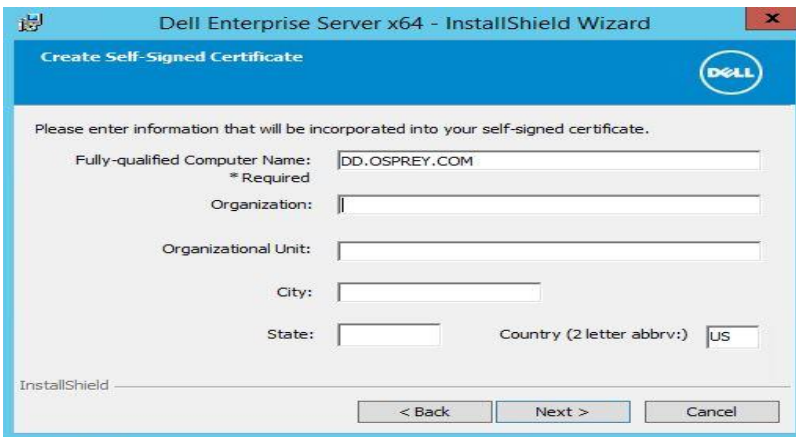 Dell Enterprise Server x64 - InstallShield Wizard
x
Create Self-Signed Certificate
DELL
Please enter information that will be incorporated into your self-signed certificate.
Fully-qualified Computer Name: DD.OSPREY.COM
* Required
Organization:
Organizational Unit:
City:
State: Country (2 letter abbrv:) US
InstallShield
< Back Next > Cancel